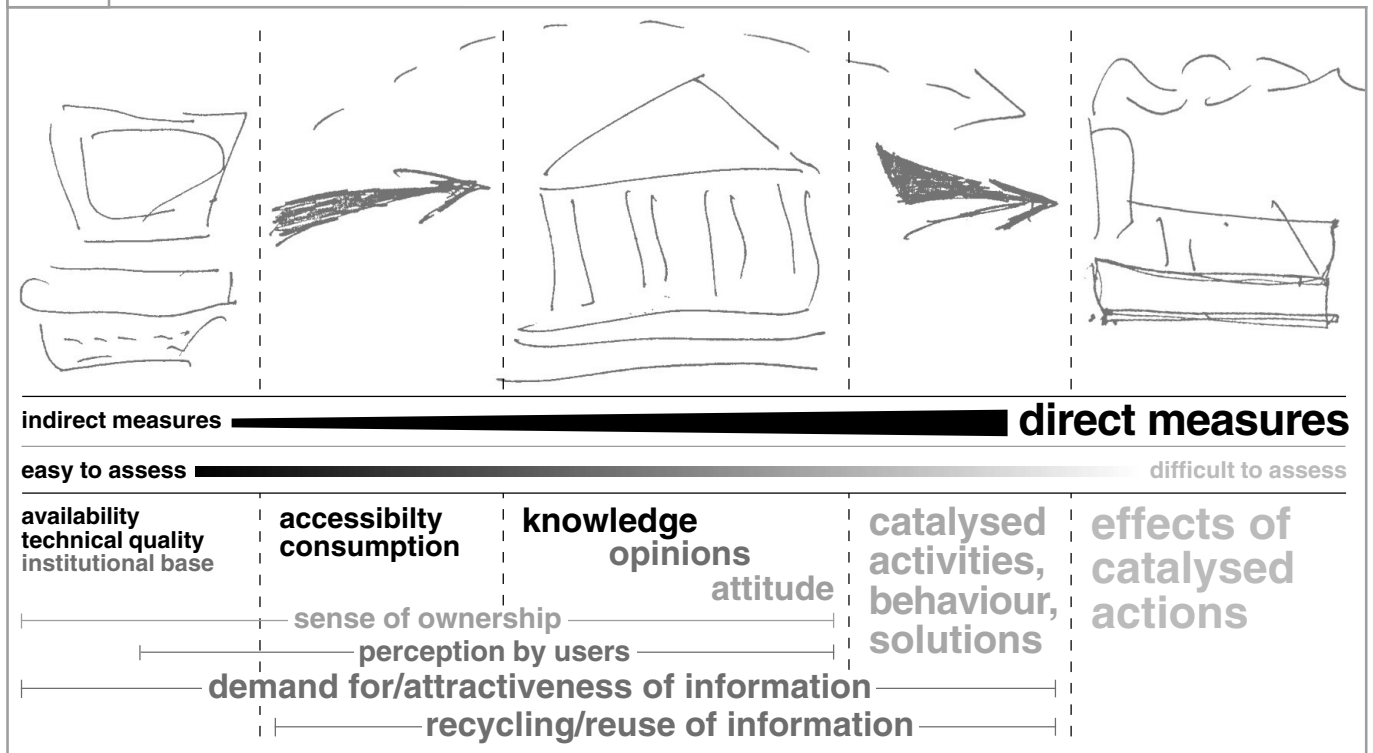 indirect measures
direct measures
easy to assess
difficult to assess
availability
technical quality
institutional base
accessibilty
consumption
knowledge
opinions
attitude
catalysed
activities,
behaviour,
solutions
effects of
catalysed
actions
sense of ownership
perception by users
demand for/attractiveness of information
recycling/reuse of information